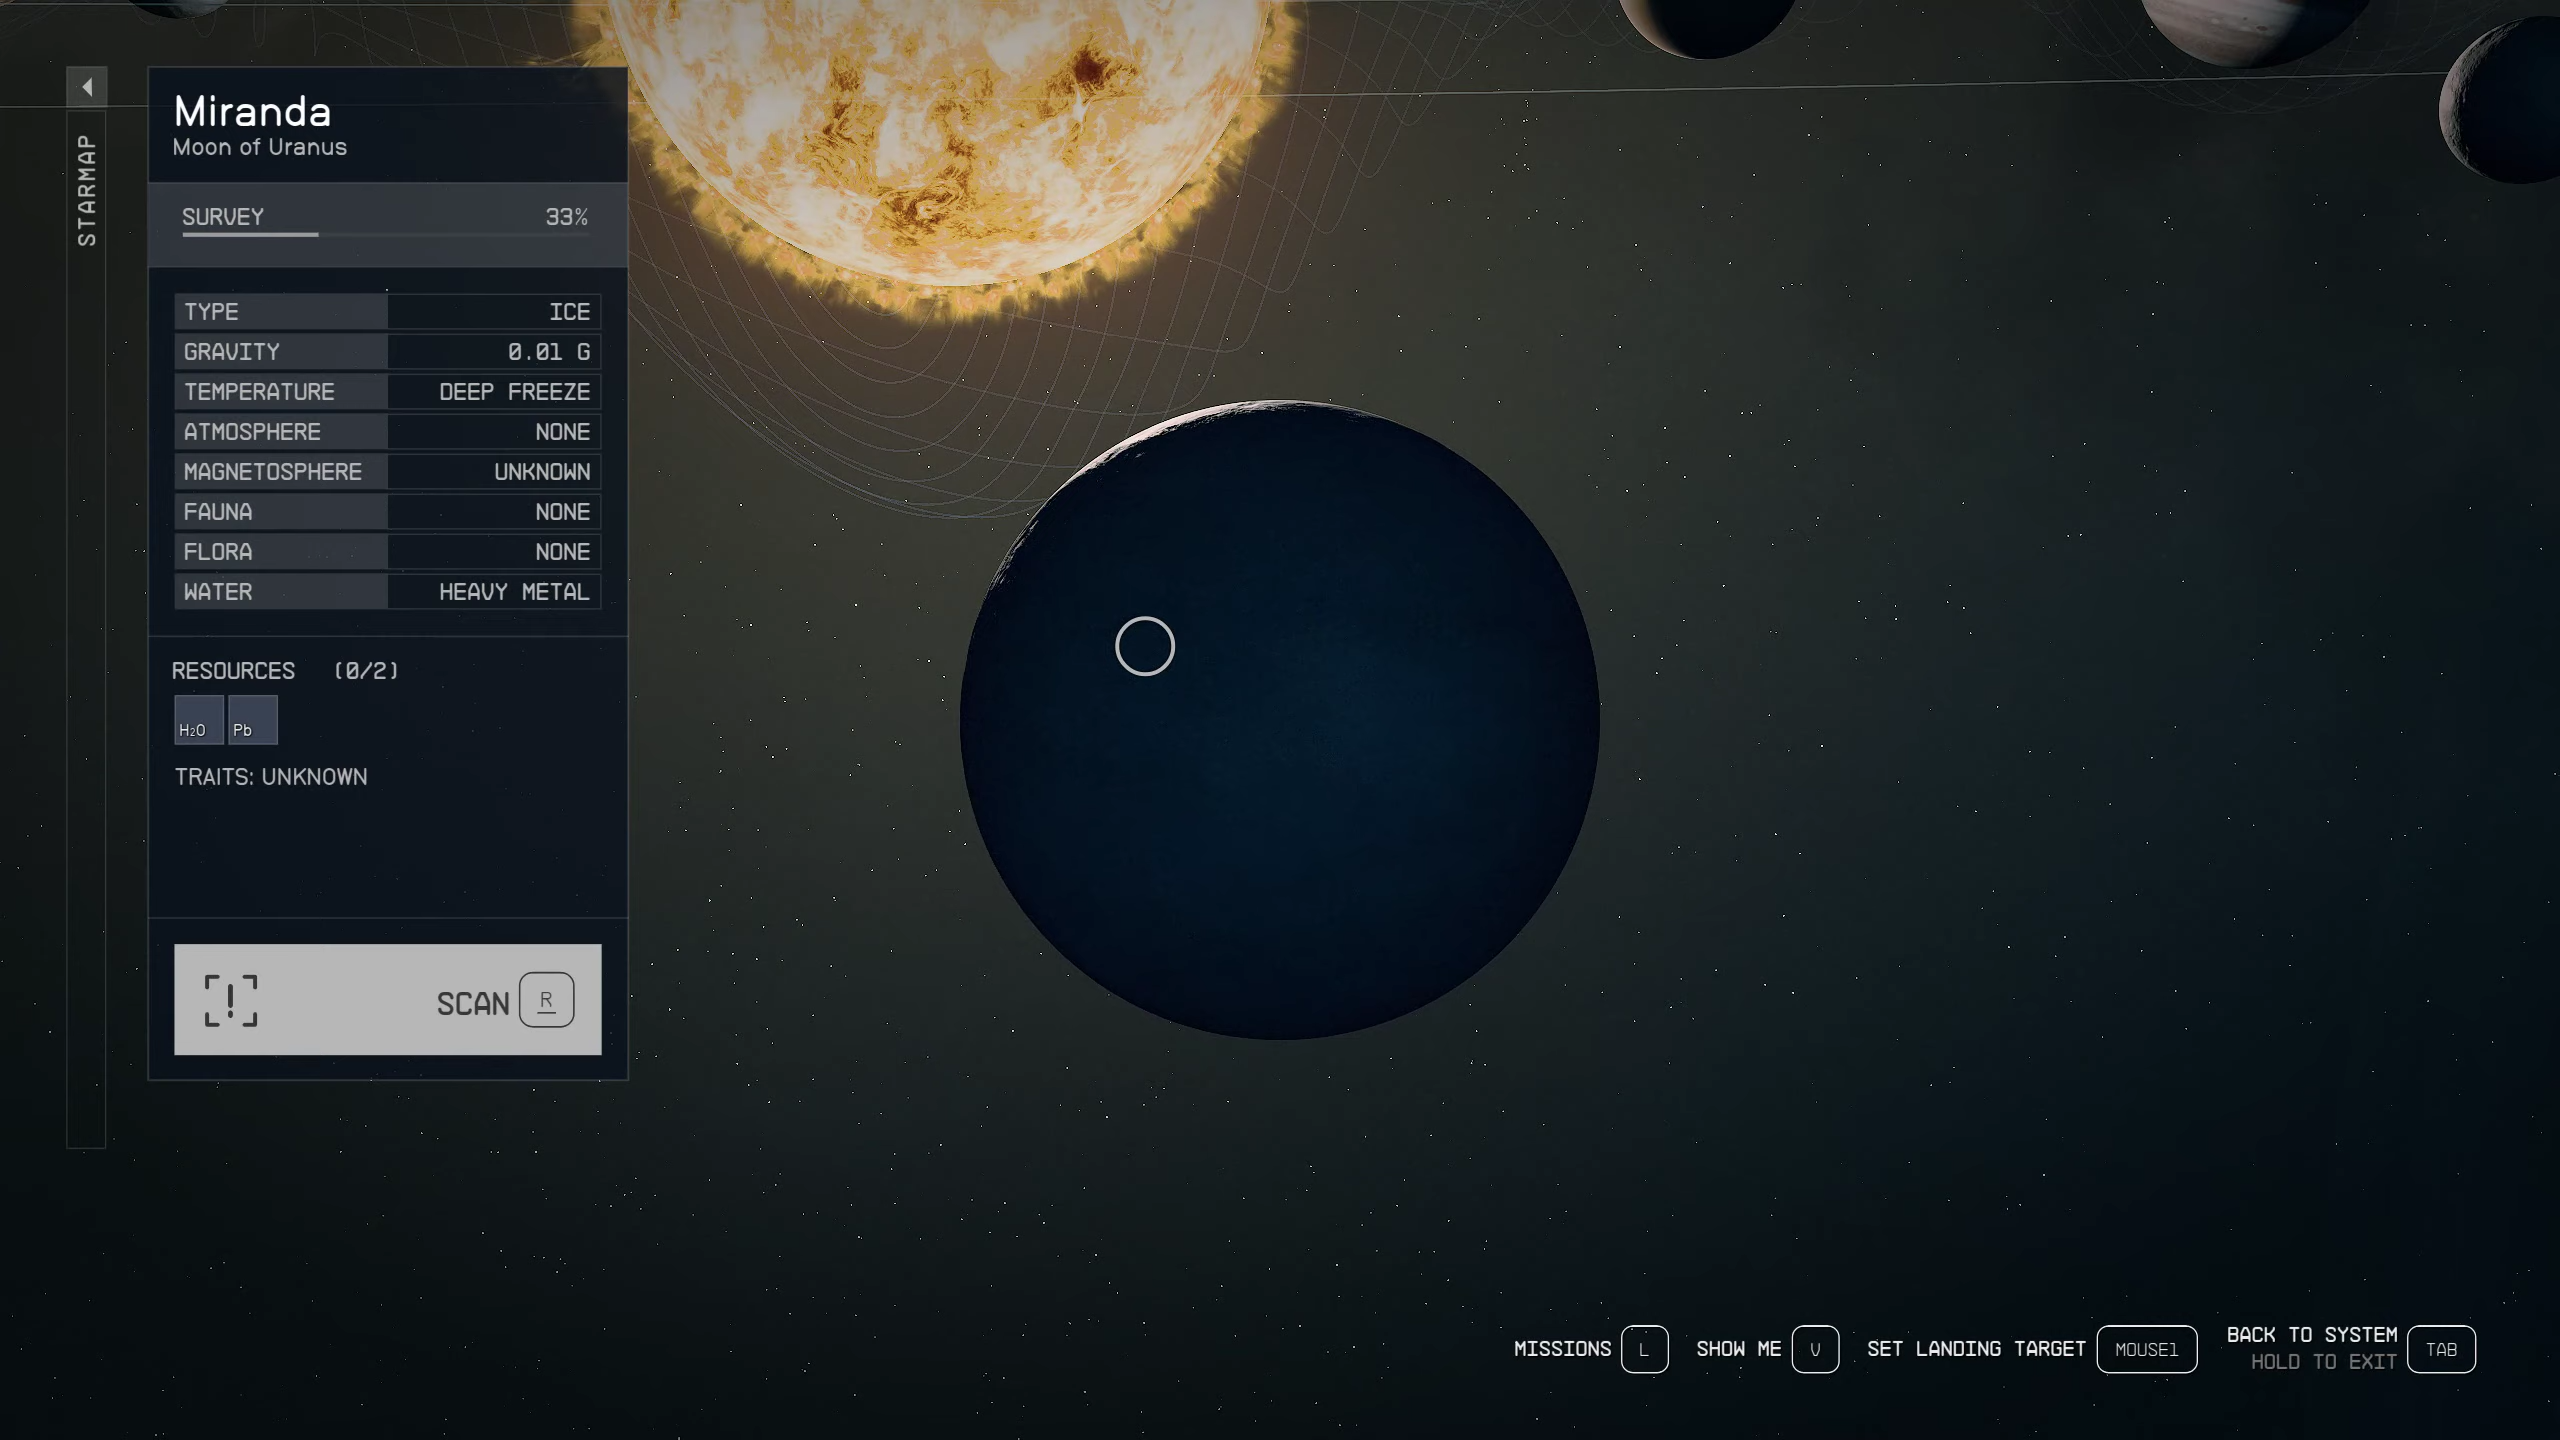 STARMAP
Miranda
Moon of Uranus
SURVEY 33%
TYPE ICE
GRAVITY 0.01 G
TEMPERATURE DEEP FREEZE
ATMOSPHERE NONE
MAGNETOSPHERE UNKNOWN
FAUNA NONE
FLORA NONE
WATER HEAVY METAL
RESOURCES (0/2)
H₂O Pb
TRAITS: UNKNOWN
SCAN R
MISSIONS L SHOW ME V SET LANDING TARGET MOUSE1 BACK TO SYSTEM TAB
HOLD TO EXIT